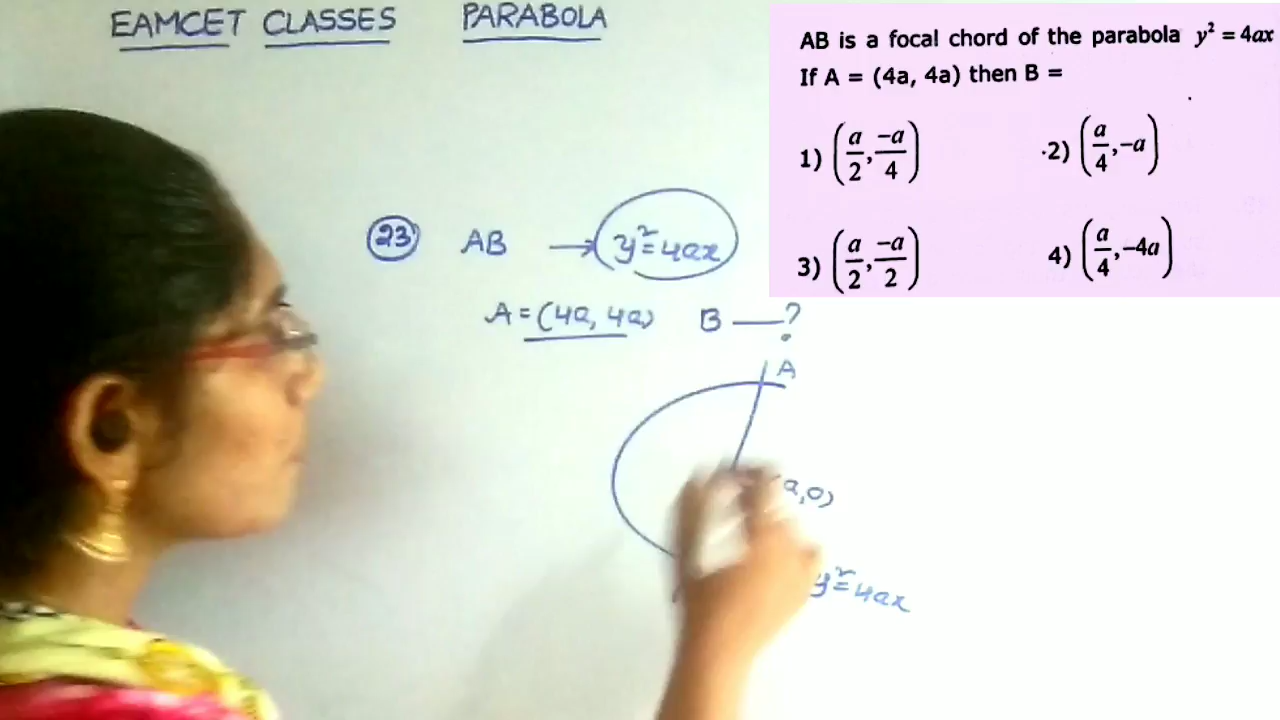 EAMCET CLASSES PARABOLA
AB is a focal chord of the parabola y² = 4ax
If A = (4a, 4a) then B =
1) (a/2, -a/4)
2) (a/4, -a)
3) (a/2, -a/2)
4) (a/4, -4a)
23 AB → y² = 4ax
A = (4a, 4a) B — ?
A
(a,0)
y² = 4ax